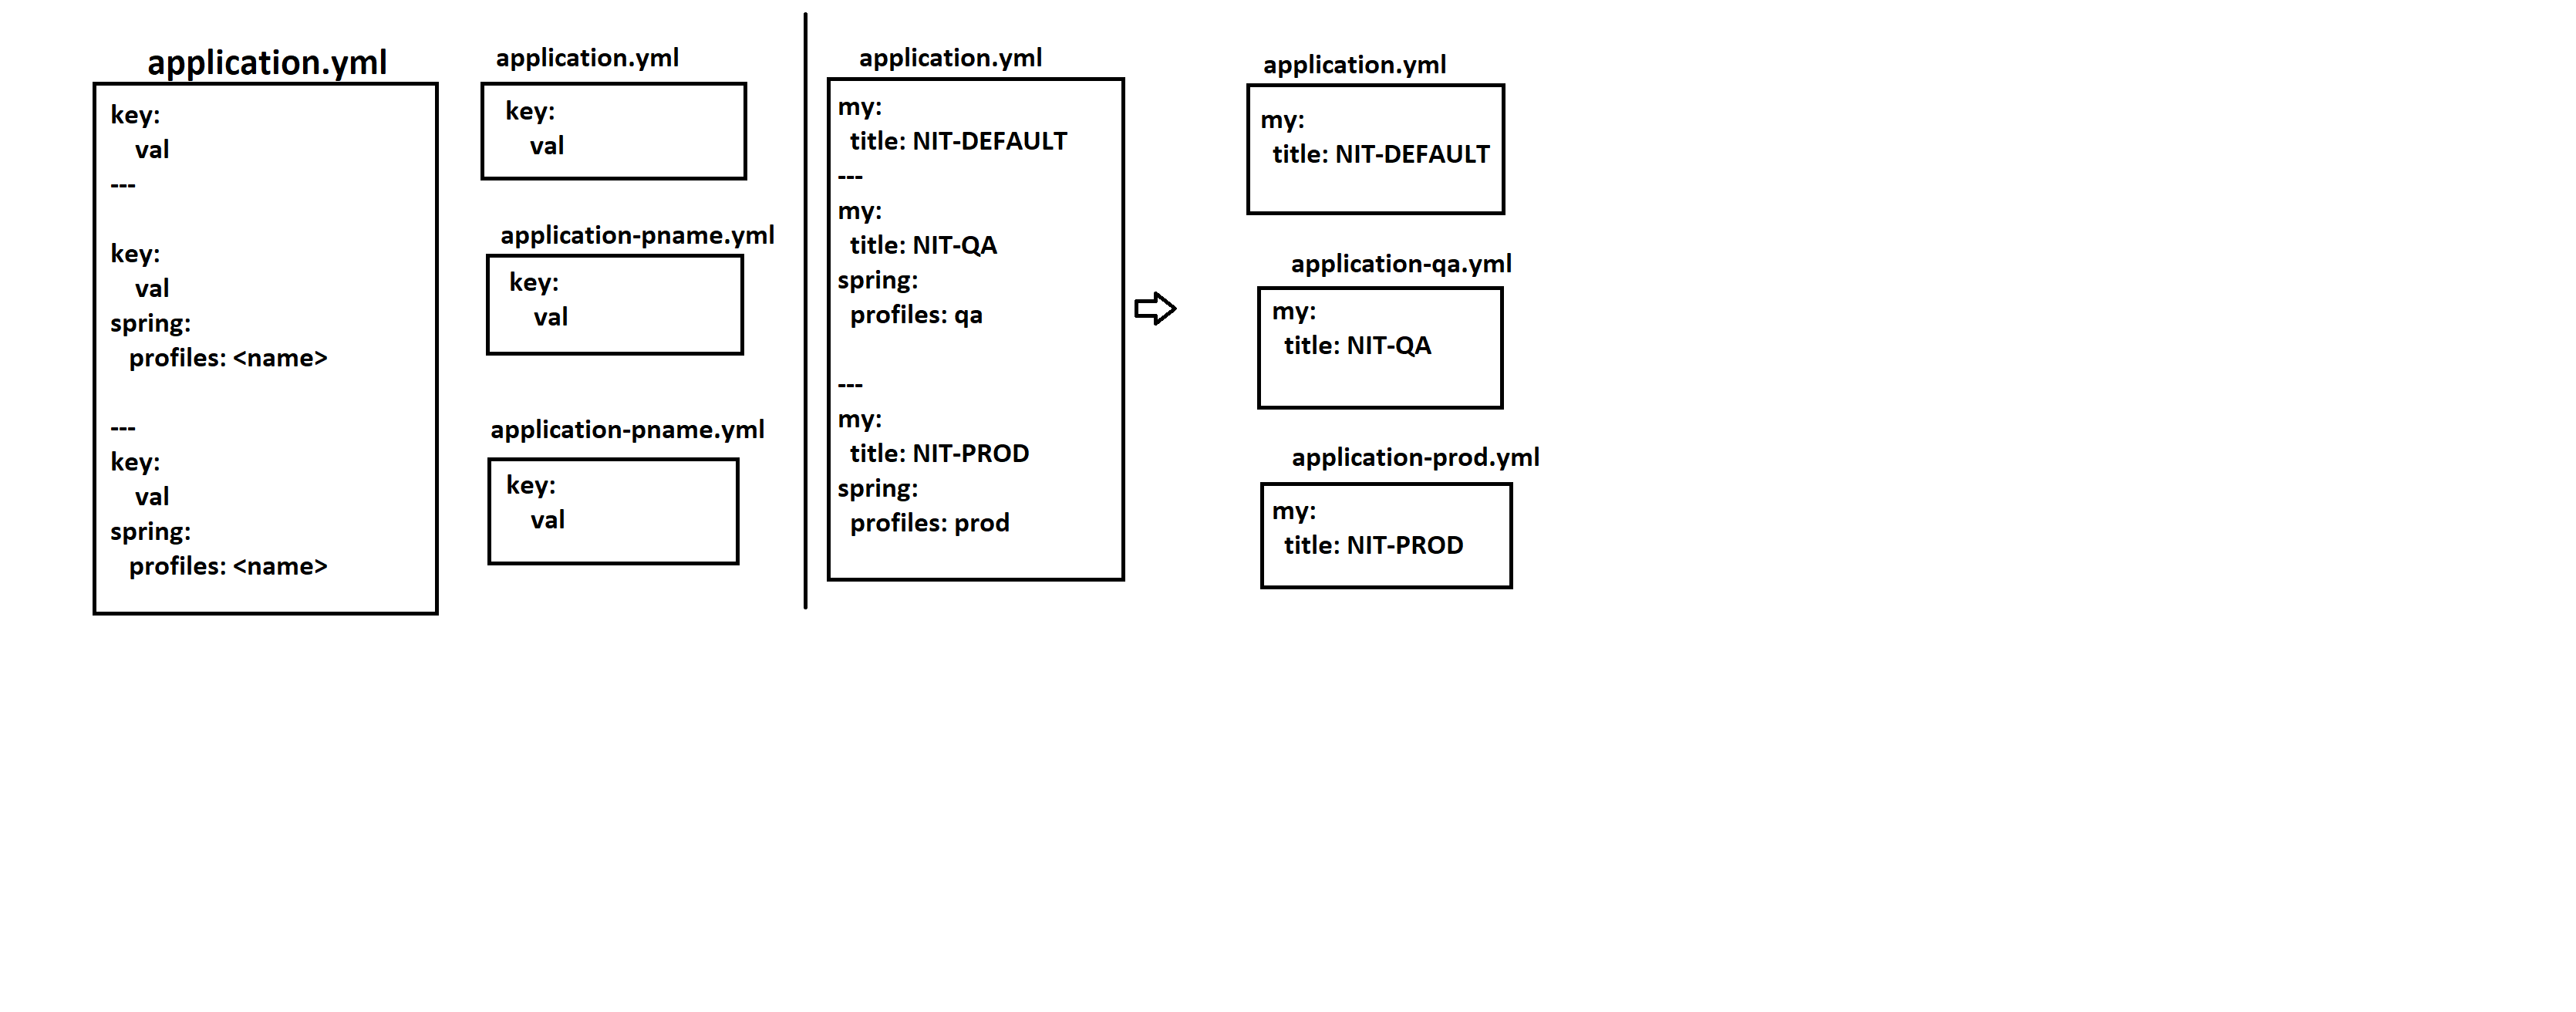 application.yml
key:
val
---
key:
val
spring:
profiles: <name>
---
key:
val
spring:
profiles: <name>
application.yml
key:
val
application-pname.yml
key:
val
application-pname.yml
key:
val
application.yml
my:
title: NIT-DEFAULT
---
my:
title: NIT-QA
spring:
profiles: qa
---
my:
title: NIT-PROD
spring:
profiles: prod
application.yml
my:
title: NIT-DEFAULT
application-qa.yml
my:
title: NIT-QA
application-prod.yml
my:
title: NIT-PROD